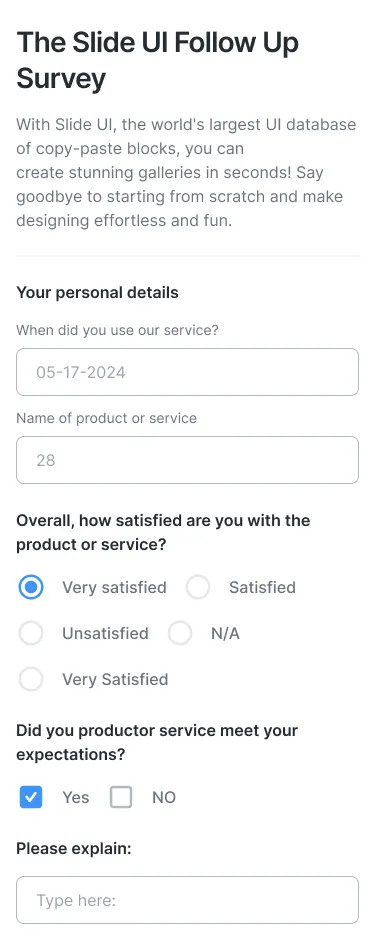 The Slide UI Follow Up
Survey
With Slide UI, the world's largest UI database
of copy-paste blocks, you can
create stunning galleries in seconds! Say
goodbye to starting from scratch and make
designing effortless and fun.
Your personal details
When did you use our service?
05-17-2024
Name of product or service
28
Overall, how satisfied are you with the
product or service?
Very satisfied Satisfied
Unsatisfied N/A
Very Satisfied
Did you productor service meet your
expectations?
Yes NO
Please explain:
Type here: